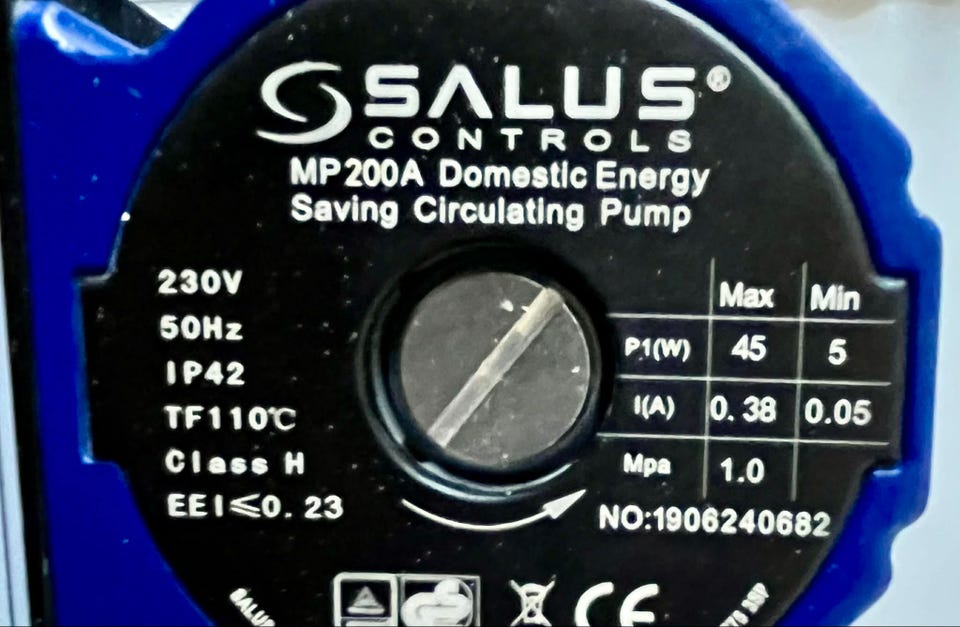 SALUS®
CONTROLS
MP200A Domestic Energy
Saving Circulating Pump
230V
50Hz
IP42
TF110℃
Class H
EEI≤0.23
Max Min
P1(W) 45 5
I(A) 0.38 0.05
Mpa 1.0
NO:1906240682
CE